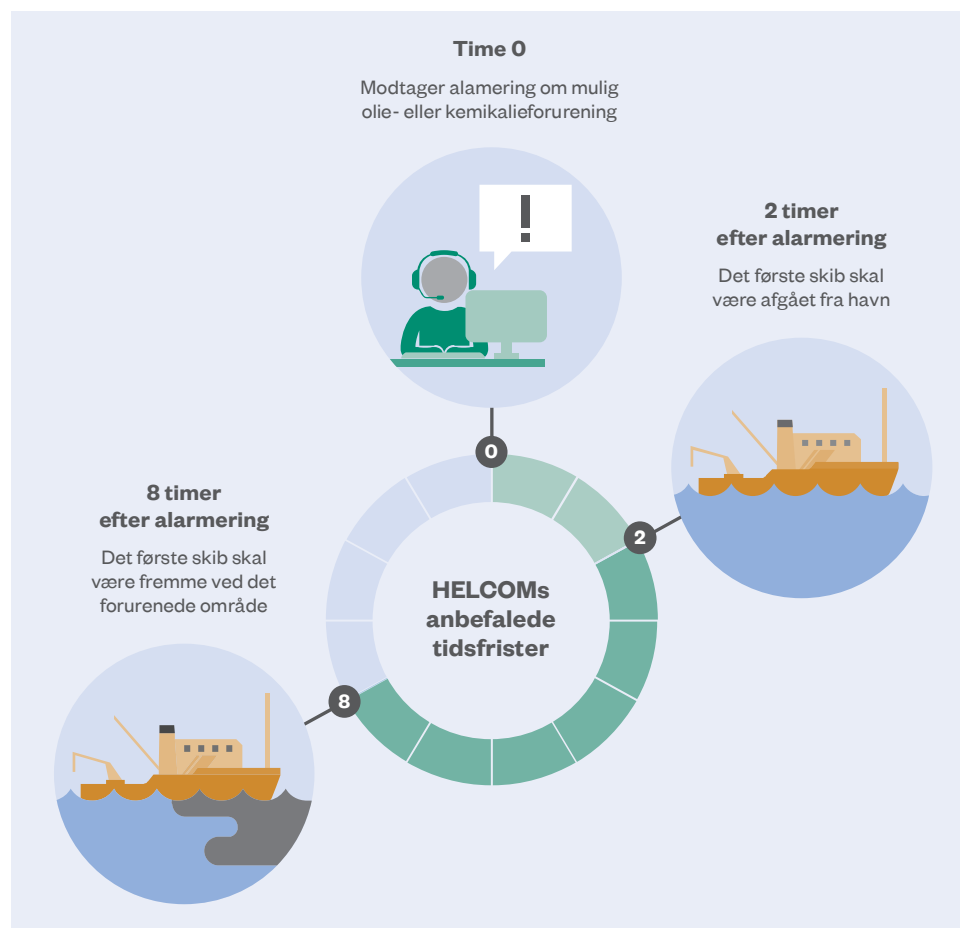 Time 0
Modtager alamering om mulig
olie- eller kemikalieforurening
!
2 timer
efter alarmering
Det første skib skal
være afgået fra havn
0
2
8 timer
efter alarmering
Det første skib skal
være fremme ved det
forurenede område
HELCOMs
anbefalede
tidsfrister
8